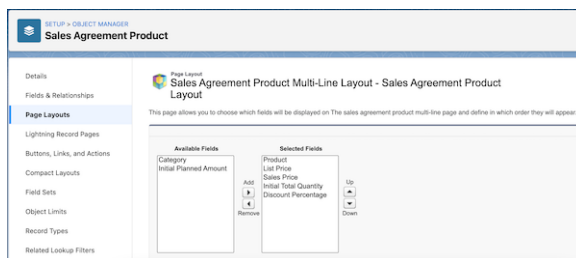 SETUP > OBJECT MANAGER
Sales Agreement Product
Details
Fields & Relationships
Page Layouts
Lightning Record Pages
Buttons, Links, and Actions
Compact Layouts
Field Sets
Object Limits
Record Types
Related Lookup Filters
Page Layout
Sales Agreement Product Multi-Line Layout - Sales Agreement Product
Layout
This page allows you to choose which fields will be displayed on The sales agreement product multi-line page and define in which order they will appear
Available Fields
Category
Initial Planned Amount
Add
Remove
Selected Fields
Product
List Price
Sales Price
Initial Total Quantity
Discount Percentage
Up
Down